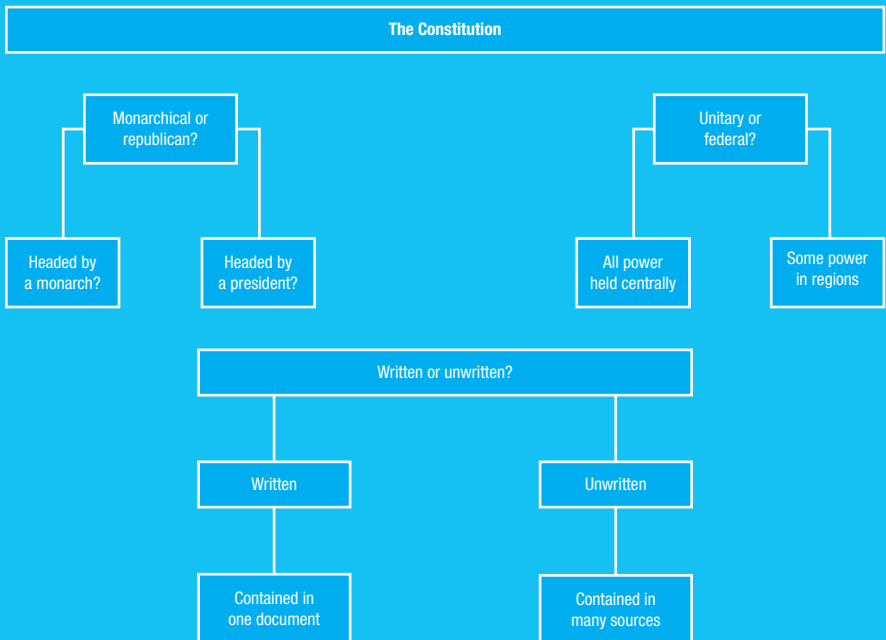 The Constitution
Monarchical or
republican?
Unitary or
federal?
Headed by
a monarch?
Headed by
a president?
All power
held centrally
Some power
in regions
Written or unwritten?
Written
Unwritten
Contained in
one document
Contained in
many sources